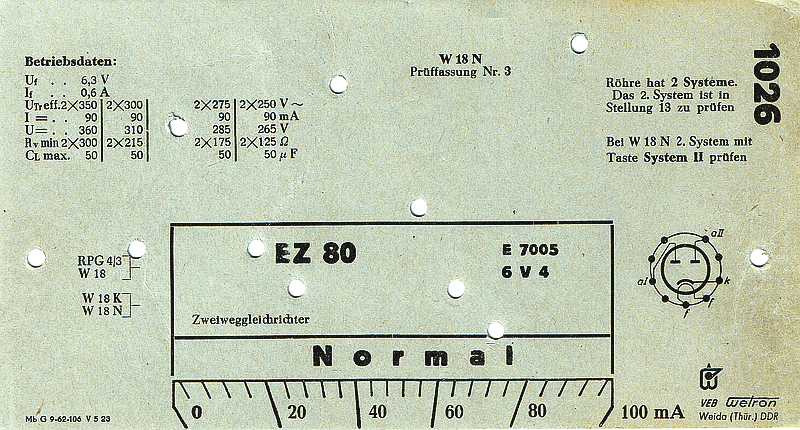 Betriebsdaten:
Uf . . 6,3 V
If . . 0,6 A
UTr eff. 2×350 | 2×300 2×275 | 2×250 V ~
I = . . 90 | 90 90 | 90 mA
U= . . 360 | 310 285 | 265 V
Rv min 2×300 | 2×215 2×175 | 2×125 Ω
CL max. 50 | 50 50 | 50 μF
W 18 N
Prüffassung Nr. 3
Röhre hat 2 Systeme.
Das 2. System ist in
Stellung 13 zu prüfen
Bei W 18 N 2. System mit
Taste System II prüfen
1026
RPG 4/3
W 18
W 18 K
W 18 N
EZ 80
E 7005
6 V 4
Zweiweggleichrichter
Normal
0 20 40 60 80 100 mA
aII
aI
k
f
f
Mb G 9-62-106 V 5 23
W
VEB Wetron
Weida (Thür.) DDR